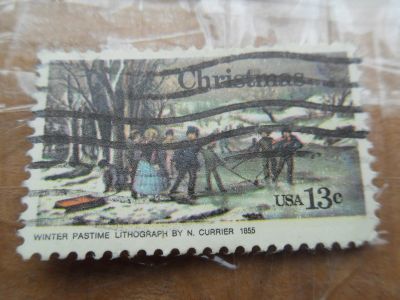 Christmas
USA 13c
WINTER PASTIME LITHOGRAPH BY N. CURRIER 1855